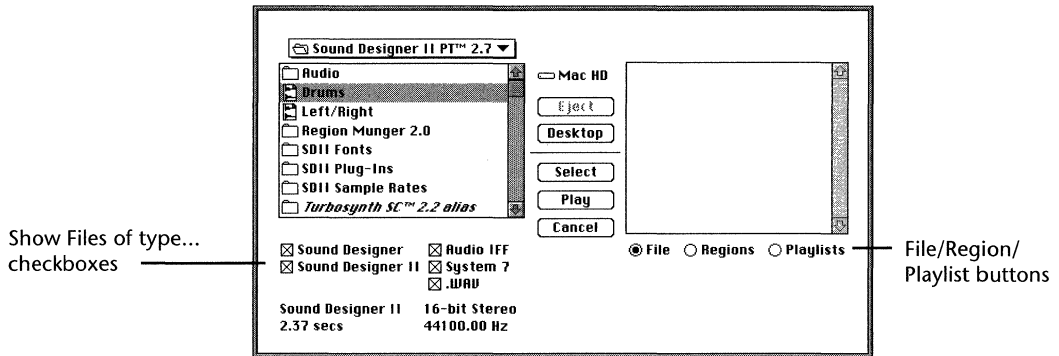 Sound Designer II PT™ 2.7
Audio
Drums
Left/Right
Region Munger 2.0
SDII Fonts
SDII Plug-Ins
SDII Sample Rates
Turbosynth SC™ 2.2 alias
Mac HD
Eject
Desktop
Select
Play
Cancel
Show Files of type...
checkboxes
Sound Designer
Sound Designer II
Audio IFF
System 7
.WAV
File Regions Playlists
File/Region/
Playlist buttons
Sound Designer II 16-bit Stereo
2.37 secs 44100.00 Hz